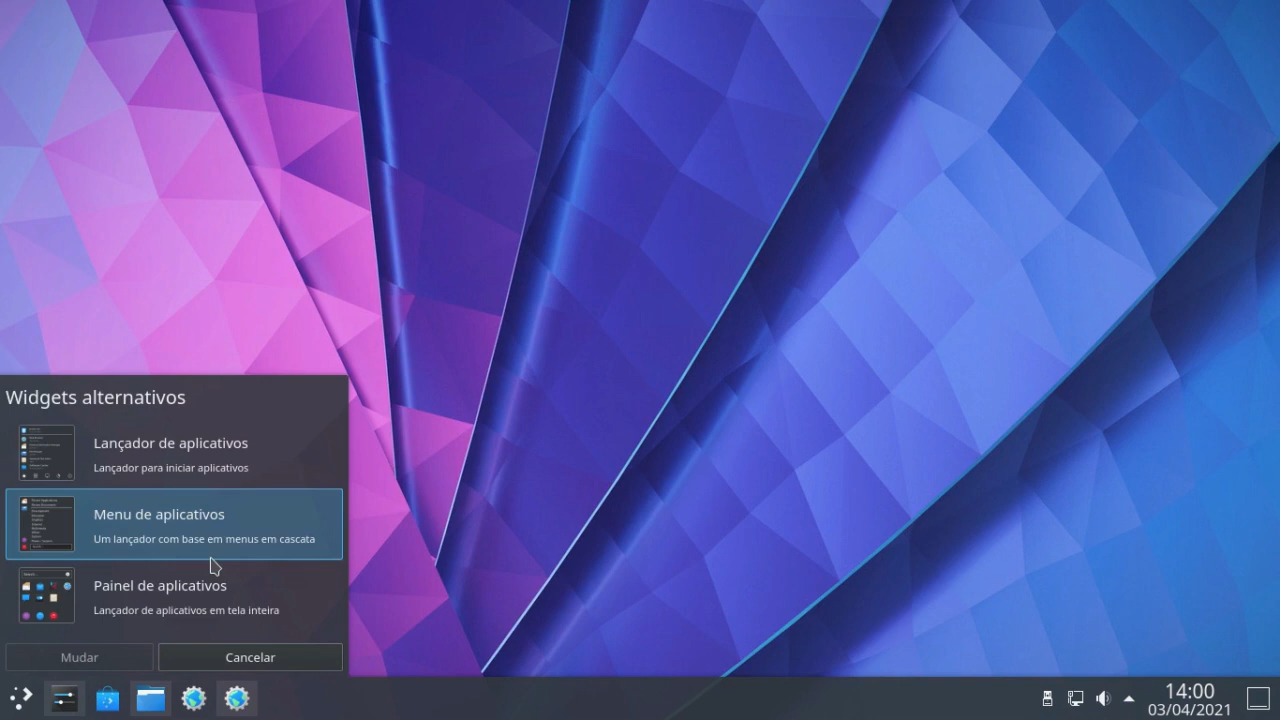 Widgets alternativos
Lançador de aplicativos
Lançador para iniciar aplicativos
Menu de aplicativos
Um lançador com base em menus em cascata
Painel de aplicativos
Lançador de aplicativos em tela inteira
Mudar
Cancelar
14:00
03/04/2021